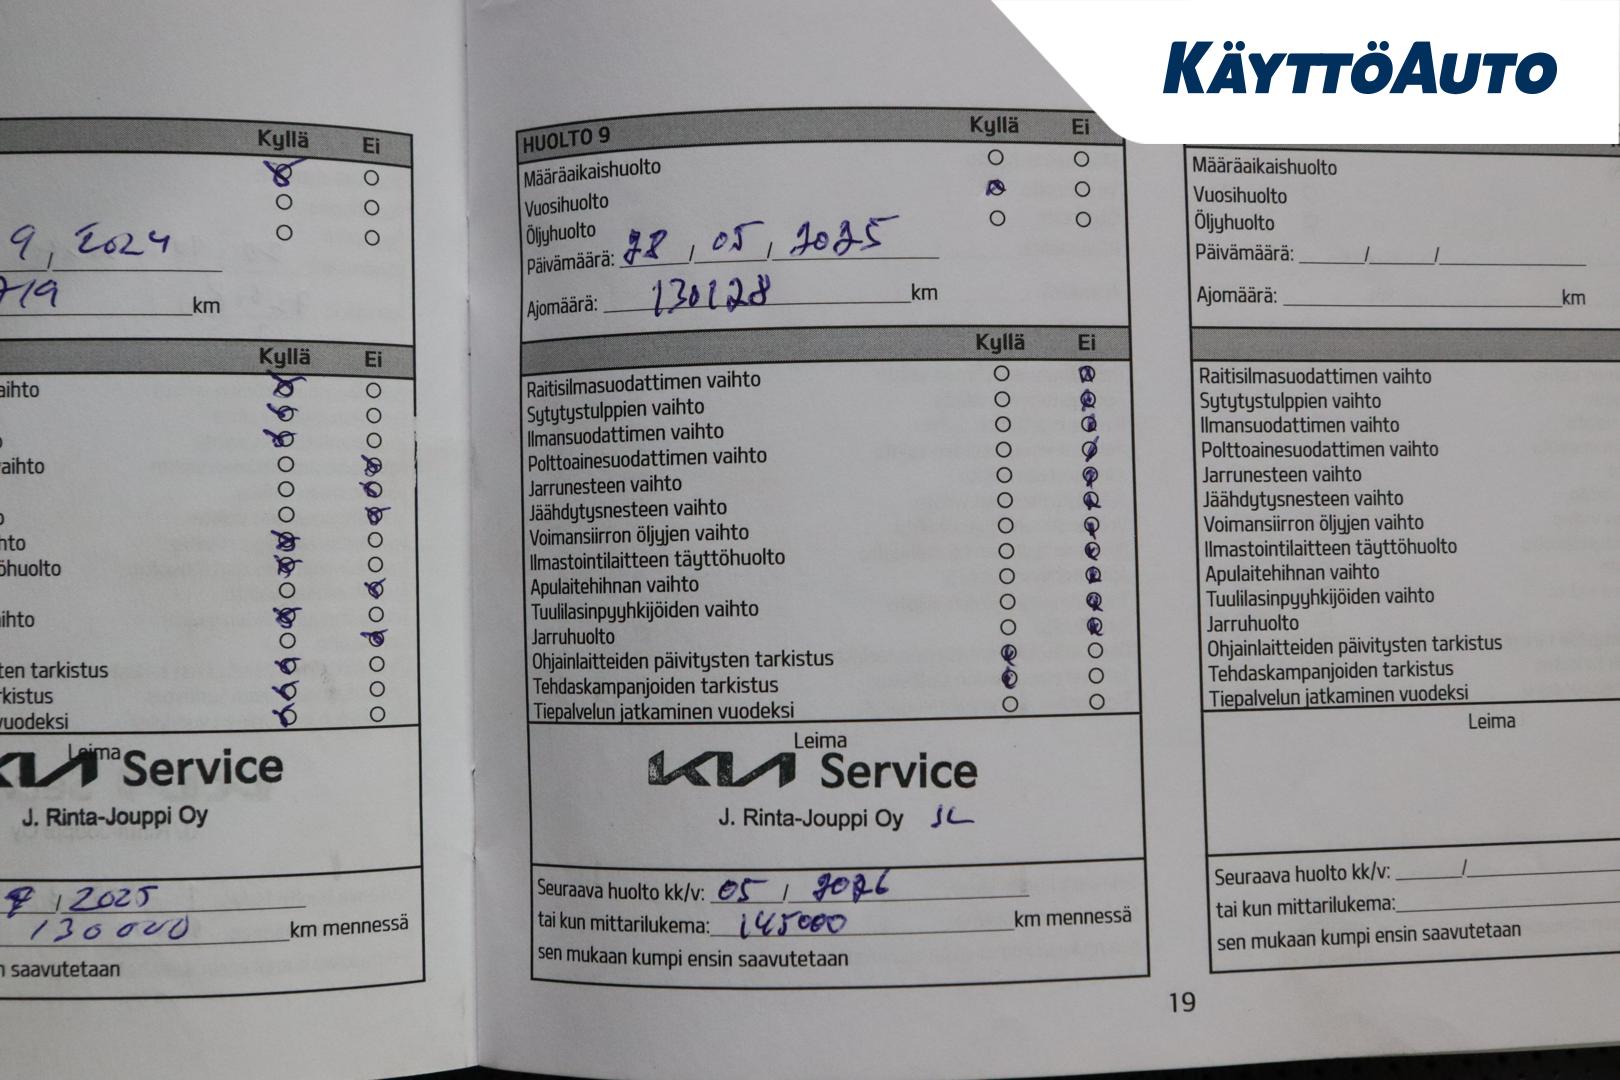 KÄYTTÖAUTO
Kyllä Ei
9, 2024
719 km
Kyllä Ei
aihto
aihto
hto
öhuolto
ihto
ten tarkistus
rkistus
vuodeksi
Leima
KIA Service
J. Rinta-Jouppi Oy
/ 2025
130000 km mennessä
n saavutetaan
HUOLTO 9 Kyllä Ei
Määräaikaishuolto
Vuosihuolto
Öljyhuolto
Päivämäärä: 28 / 05 / 2025
Ajomäärä: 130128 km
Kyllä Ei
Raitisilmasuodattimen vaihto
Sytytystulppien vaihto
Ilmansuodattimen vaihto
Polttoainesuodattimen vaihto
Jarrunesteen vaihto
Jäähdytysnesteen vaihto
Voimansiirron öljyjen vaihto
Ilmastointilaitteen täyttöhuolto
Apulaitehihnan vaihto
Tuulilasinpyyhkijöiden vaihto
Jarruhuolto
Ohjainlaitteiden päivitysten tarkistus
Tehdaskampanjoiden tarkistus
Tiepalvelun jatkaminen vuodeksi
Leima
KIA Service
J. Rinta-Jouppi Oy JL
Seuraava huolto kk/v: 05 / 2026
tai kun mittarilukema: 145000 km mennessä
sen mukaan kumpi ensin saavutetaan
19
Määräaikaishuolto
Vuosihuolto
Öljyhuolto
Päivämäärä: / /
Ajomäärä: km
Raitisilmasuodattimen vaihto
Sytytystulppien vaihto
Ilmansuodattimen vaihto
Polttoainesuodattimen vaihto
Jarrunesteen vaihto
Jäähdytysnesteen vaihto
Voimansiirron öljyjen vaihto
Ilmastointilaitteen täyttöhuolto
Apulaitehihnan vaihto
Tuulilasinpyyhkijöiden vaihto
Jarruhuolto
Ohjainlaitteiden päivitysten tarkistus
Tehdaskampanjoiden tarkistus
Tiepalvelun jatkaminen vuodeksi
Leima
Seuraava huolto kk/v: /
tai kun mittarilukema:
sen mukaan kumpi ensin saavutetaan